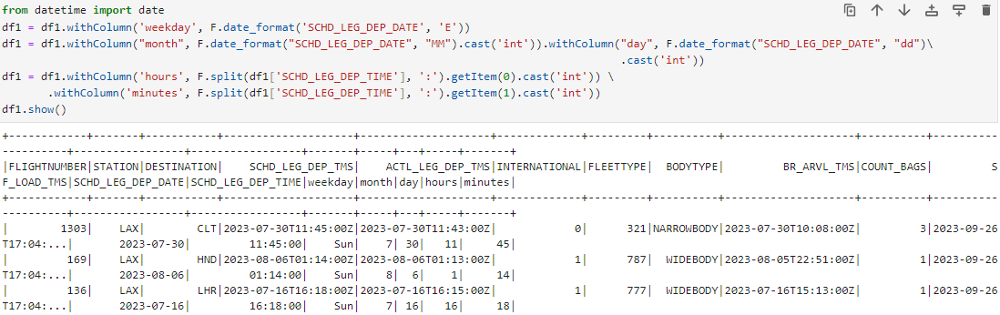 from datetime import date
df1 = df1.withColumn('weekday', F.date_format('SCHD_LEG_DEP_DATE', 'E'))
df1 = df1.withColumn("month", F.date_format("SCHD_LEG_DEP_DATE", "MM").cast('int')).withColumn("day", F.date_format("SCHD_LEG_DEP_DATE", "dd")\
.cast('int'))
df1 = df1.withColumn('hours', F.split(df1['SCHD_LEG_DEP_TIME'], ':').getItem(0).cast('int')) \
.withColumn('minutes', F.split(df1['SCHD_LEG_DEP_TIME'], ':').getItem(1).cast('int'))
df1.show()
+------------+-------+-----------+--------------------+--------------------+-------------+---------+----------+--------------------+----------+----------
----------+-----------------+-----------------+-------+-----+---+-----+-------+
|FLIGHTNUMBER|STATION|DESTINATION|    SCHD_LEG_DEP_TMS|    ACTL_LEG_DEP_TMS|INTERNATIONAL|FLEETTYPE|  BODYTYPE|         BR_ARVL_TMS|COUNT_BAGS|         S
F_LOAD_TMS|SCHD_LEG_DEP_DATE|SCHD_LEG_DEP_TIME|weekday|month|day|hours|minutes|
+------------+-------+-----------+--------------------+--------------------+-------------+---------+----------+--------------------+----------+----------
----------+-----------------+-----------------+-------+-----+---+-----+-------+
|        1303|    LAX|        CLT|2023-07-30T11:45:00Z|2023-07-30T11:43:00Z|            0|      321|NARROWBODY|2023-07-30T10:08:00Z|         3|2023-09-26
T17:04:...|       2023-07-30|         11:45:00|    Sun|    7| 30|   11|     45|
|         169|    LAX|        HND|2023-08-06T01:14:00Z|2023-08-06T01:13:00Z|            1|      787|  WIDEBODY|2023-08-05T22:51:00Z|         1|2023-09-26
T17:04:...|       2023-08-06|         01:14:00|    Sun|    8|  6|    1|     14|
|         136|    LAX|        LHR|2023-07-16T16:18:00Z|2023-07-16T16:15:00Z|            1|      777|  WIDEBODY|2023-07-16T15:13:00Z|         1|2023-09-26
T17:04:...|       2023-07-16|         16:18:00|    Sun|    7| 16|   16|     18|